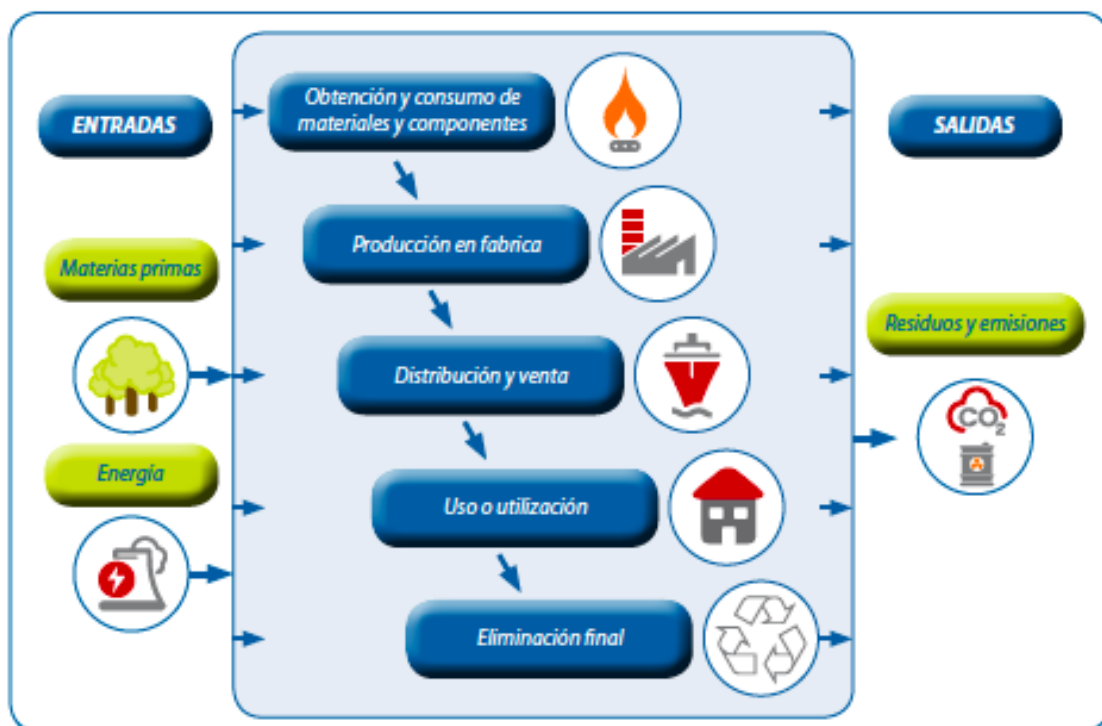 ENTRADAS
Obtención y consumo de
materiales y componentes
SALIDAS
Producción en fabrica
Materias primas
Residuos y emisiones
Distribución y venta
CO₂
Energía
Uso o utilización
Eliminación final